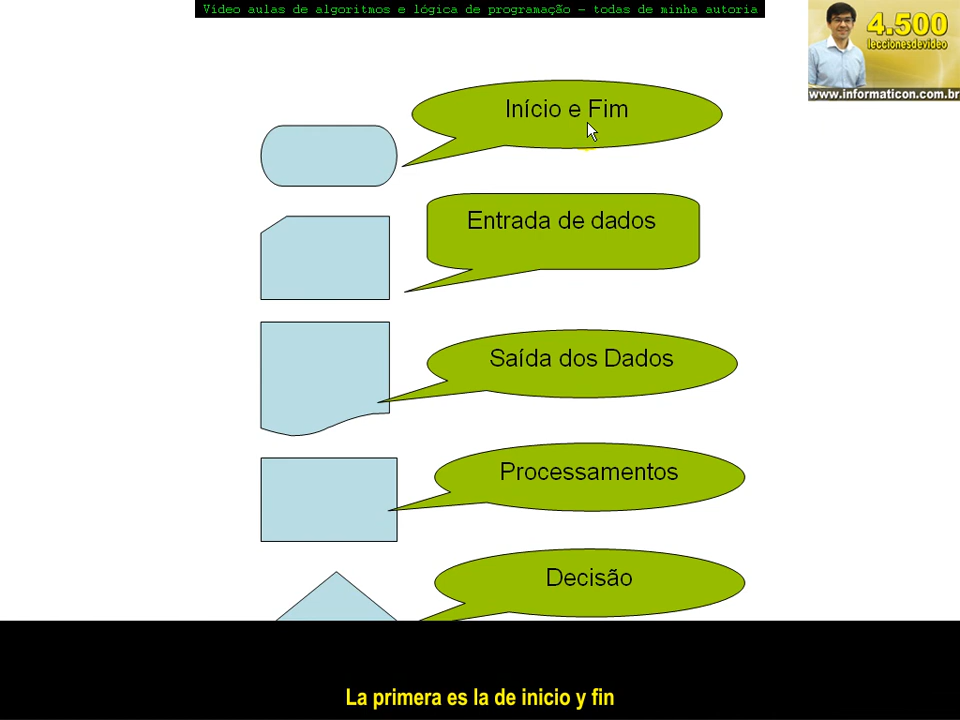 Vídeo aulas de algoritmos e lógica de programação – todas de minha autoria
4.500
leccionesdevideo
www.informaticon.com.br
Início e Fim
Entrada de dados
Saída dos Dados
Processamentos
Decisão
La primera es la de inicio y fin